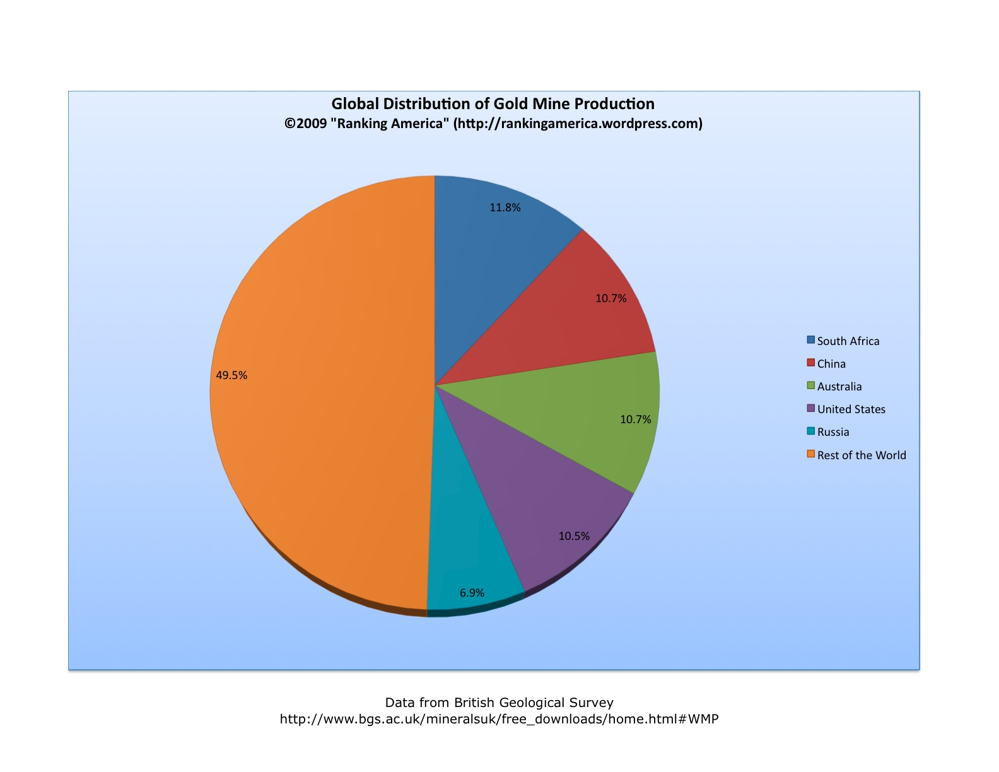 Global Distribution of Gold Mine Production
©2009 "Ranking America" (http://rankingamerica.wordpress.com)
11.8%
10.7%
10.7%
10.5%
6.9%
49.5%
South Africa
China
Australia
United States
Russia
Rest of the World
Data from British Geological Survey
http://www.bgs.ac.uk/mineralsuk/free_downloads/home.html#WMP